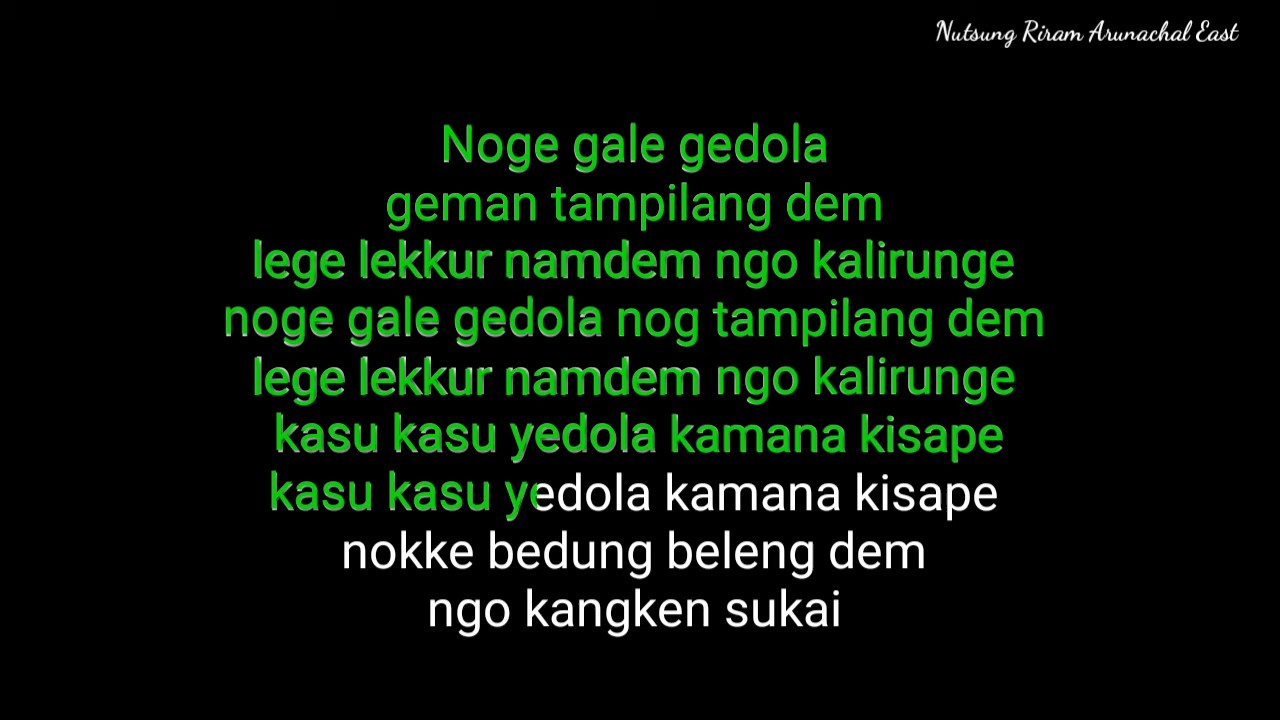 Nutsung Riram Arunachal East
Noge gale gedola
geman tampilang dem
lege lekkur namdem ngo kalirunge
noge gale gedola nog tampilang dem
lege lekkur namdem ngo kalirunge
kasu kasu yedola kamana kisape
kasu kasu yedola kamana kisape
nokke bedung beleng dem
ngo kangken sukai